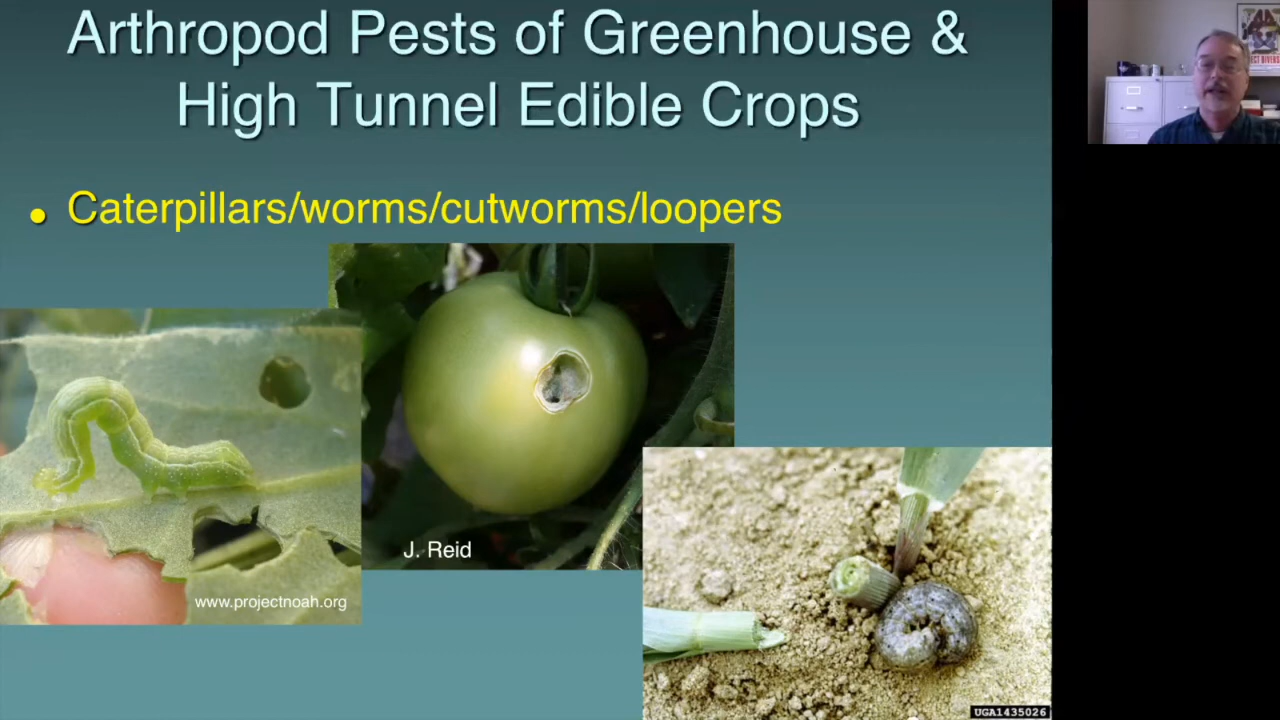 Arthropod Pests of Greenhouse &
High Tunnel Edible Crops
• Caterpillars/worms/cutworms/loopers
J. Reid
www.projectnoah.org
UGA1435026